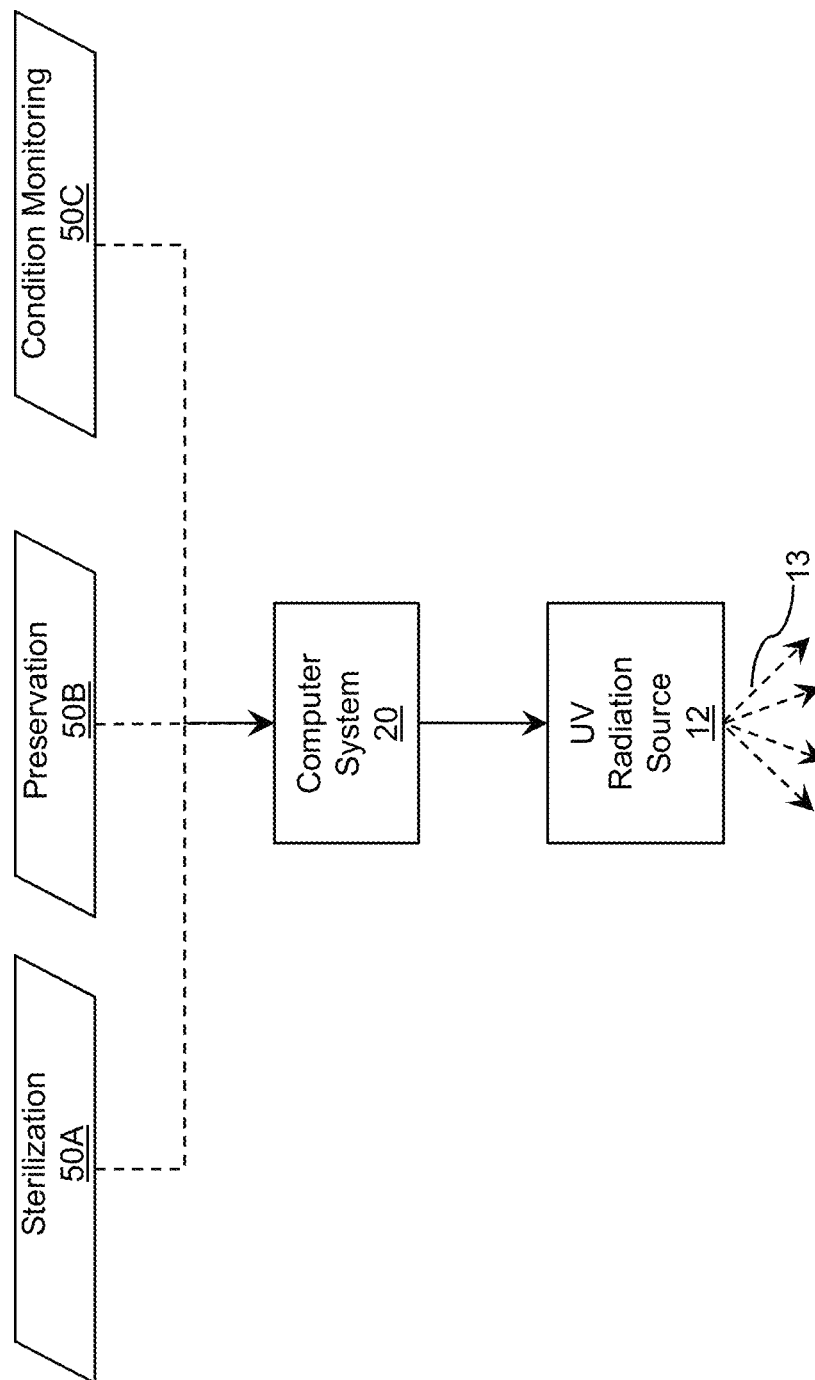 Sterilization
50A
Preservation
50B
Condition Monitoring
50C
Computer
System
20
UV
Radiation
Source
12
13